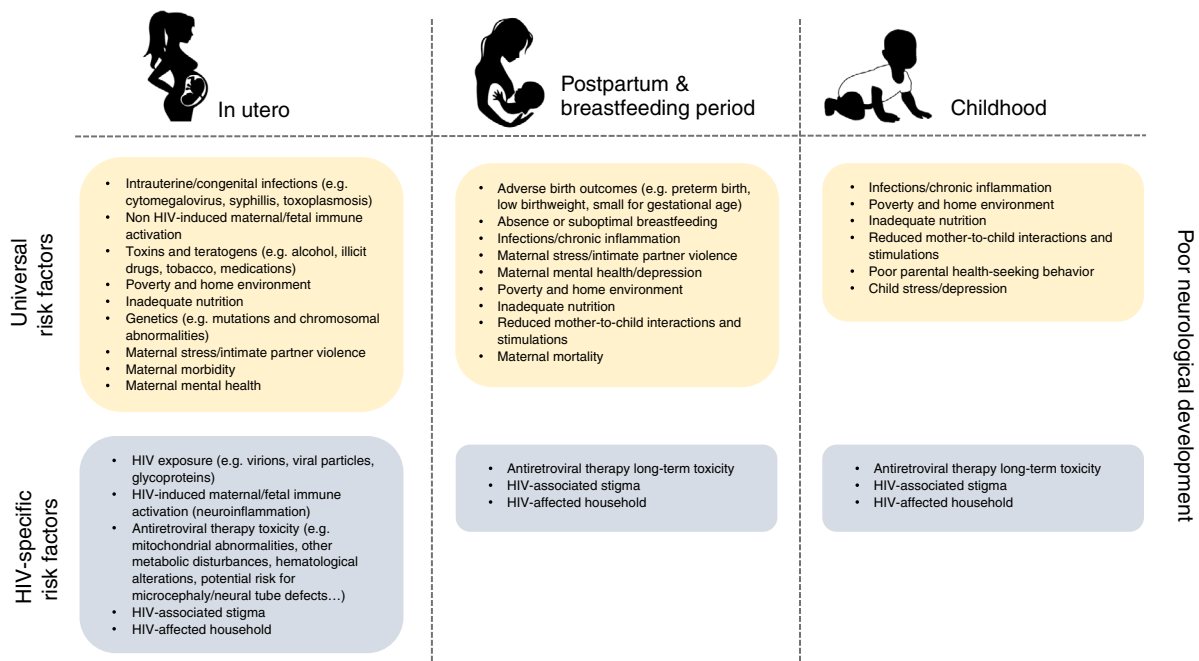 In utero
Postpartum &
breastfeeding period
Childhood
Universal
risk factors
• Intrauterine/congenital infections (e.g.
cytomegalovirus, syphillis, toxoplasmosis)
• Non HIV-induced maternal/fetal immune
activation
• Toxins and teratogens (e.g. alcohol, illicit
drugs, tobacco, medications)
• Poverty and home environment
• Inadequate nutrition
• Genetics (e.g. mutations and chromosomal
abnormalities)
• Maternal stress/intimate partner violence
• Maternal morbidity
• Maternal mental health
• Adverse birth outcomes (e.g. preterm birth,
low birthweight, small for gestational age)
• Absence or suboptimal breastfeeding
• Infections/chronic inflammation
• Maternal stress/intimate partner violence
• Maternal mental health/depression
• Poverty and home environment
• Inadequate nutrition
• Reduced mother-to-child interactions and
stimulations
• Maternal mortality
• Infections/chronic inflammation
• Poverty and home environment
• Inadequate nutrition
• Reduced mother-to-child interactions and
stimulations
• Poor parental health-seeking behavior
• Child stress/depression
HIV-specific
risk factors
• HIV exposure (e.g. virions, viral particles,
glycoproteins)
• HIV-induced maternal/fetal immune
activation (neuroinflammation)
• Antiretroviral therapy toxicity (e.g.
mitochondrial abnormalities, other
metabolic disturbances, hematological
alterations, potential risk for
microcephaly/neural tube defects…)
• HIV-associated stigma
• HIV-affected household
• Antiretroviral therapy long-term toxicity
• HIV-associated stigma
• HIV-affected household
• Antiretroviral therapy long-term toxicity
• HIV-associated stigma
• HIV-affected household
Poor neurological development